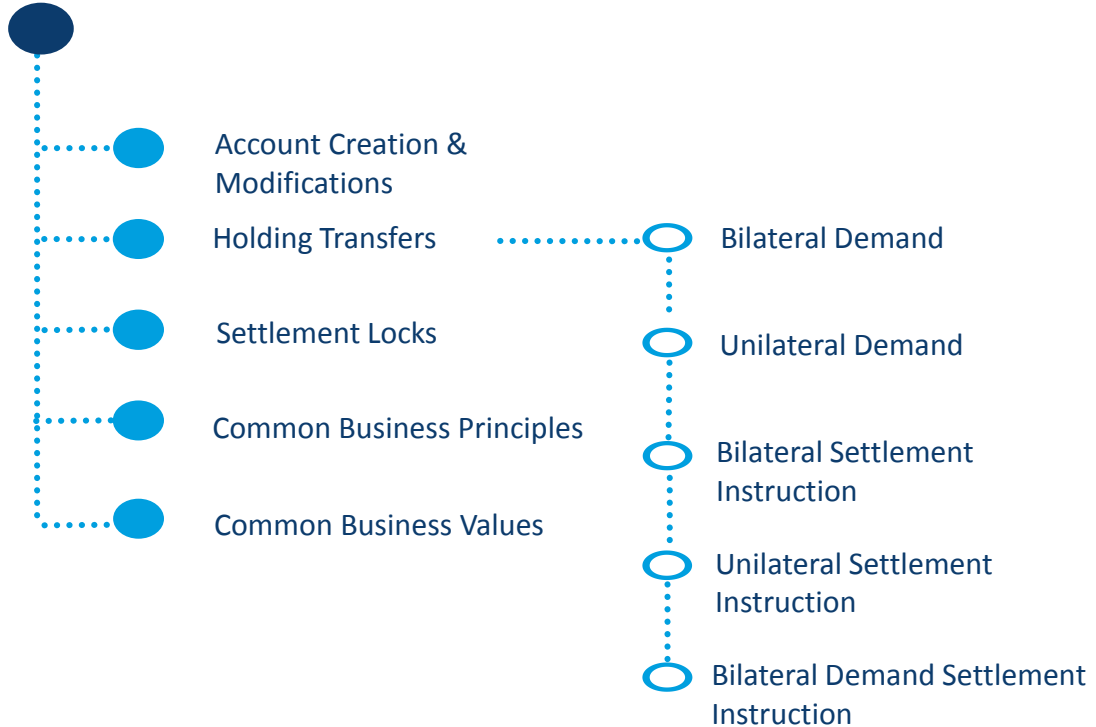 Account Creation &
Modifications
Holding Transfers
Settlement Locks
Common Business Principles
Common Business Values
Bilateral Demand
Unilateral Demand
Bilateral Settlement
Instruction
Unilateral Settlement
Instruction
Bilateral Demand Settlement
Instruction